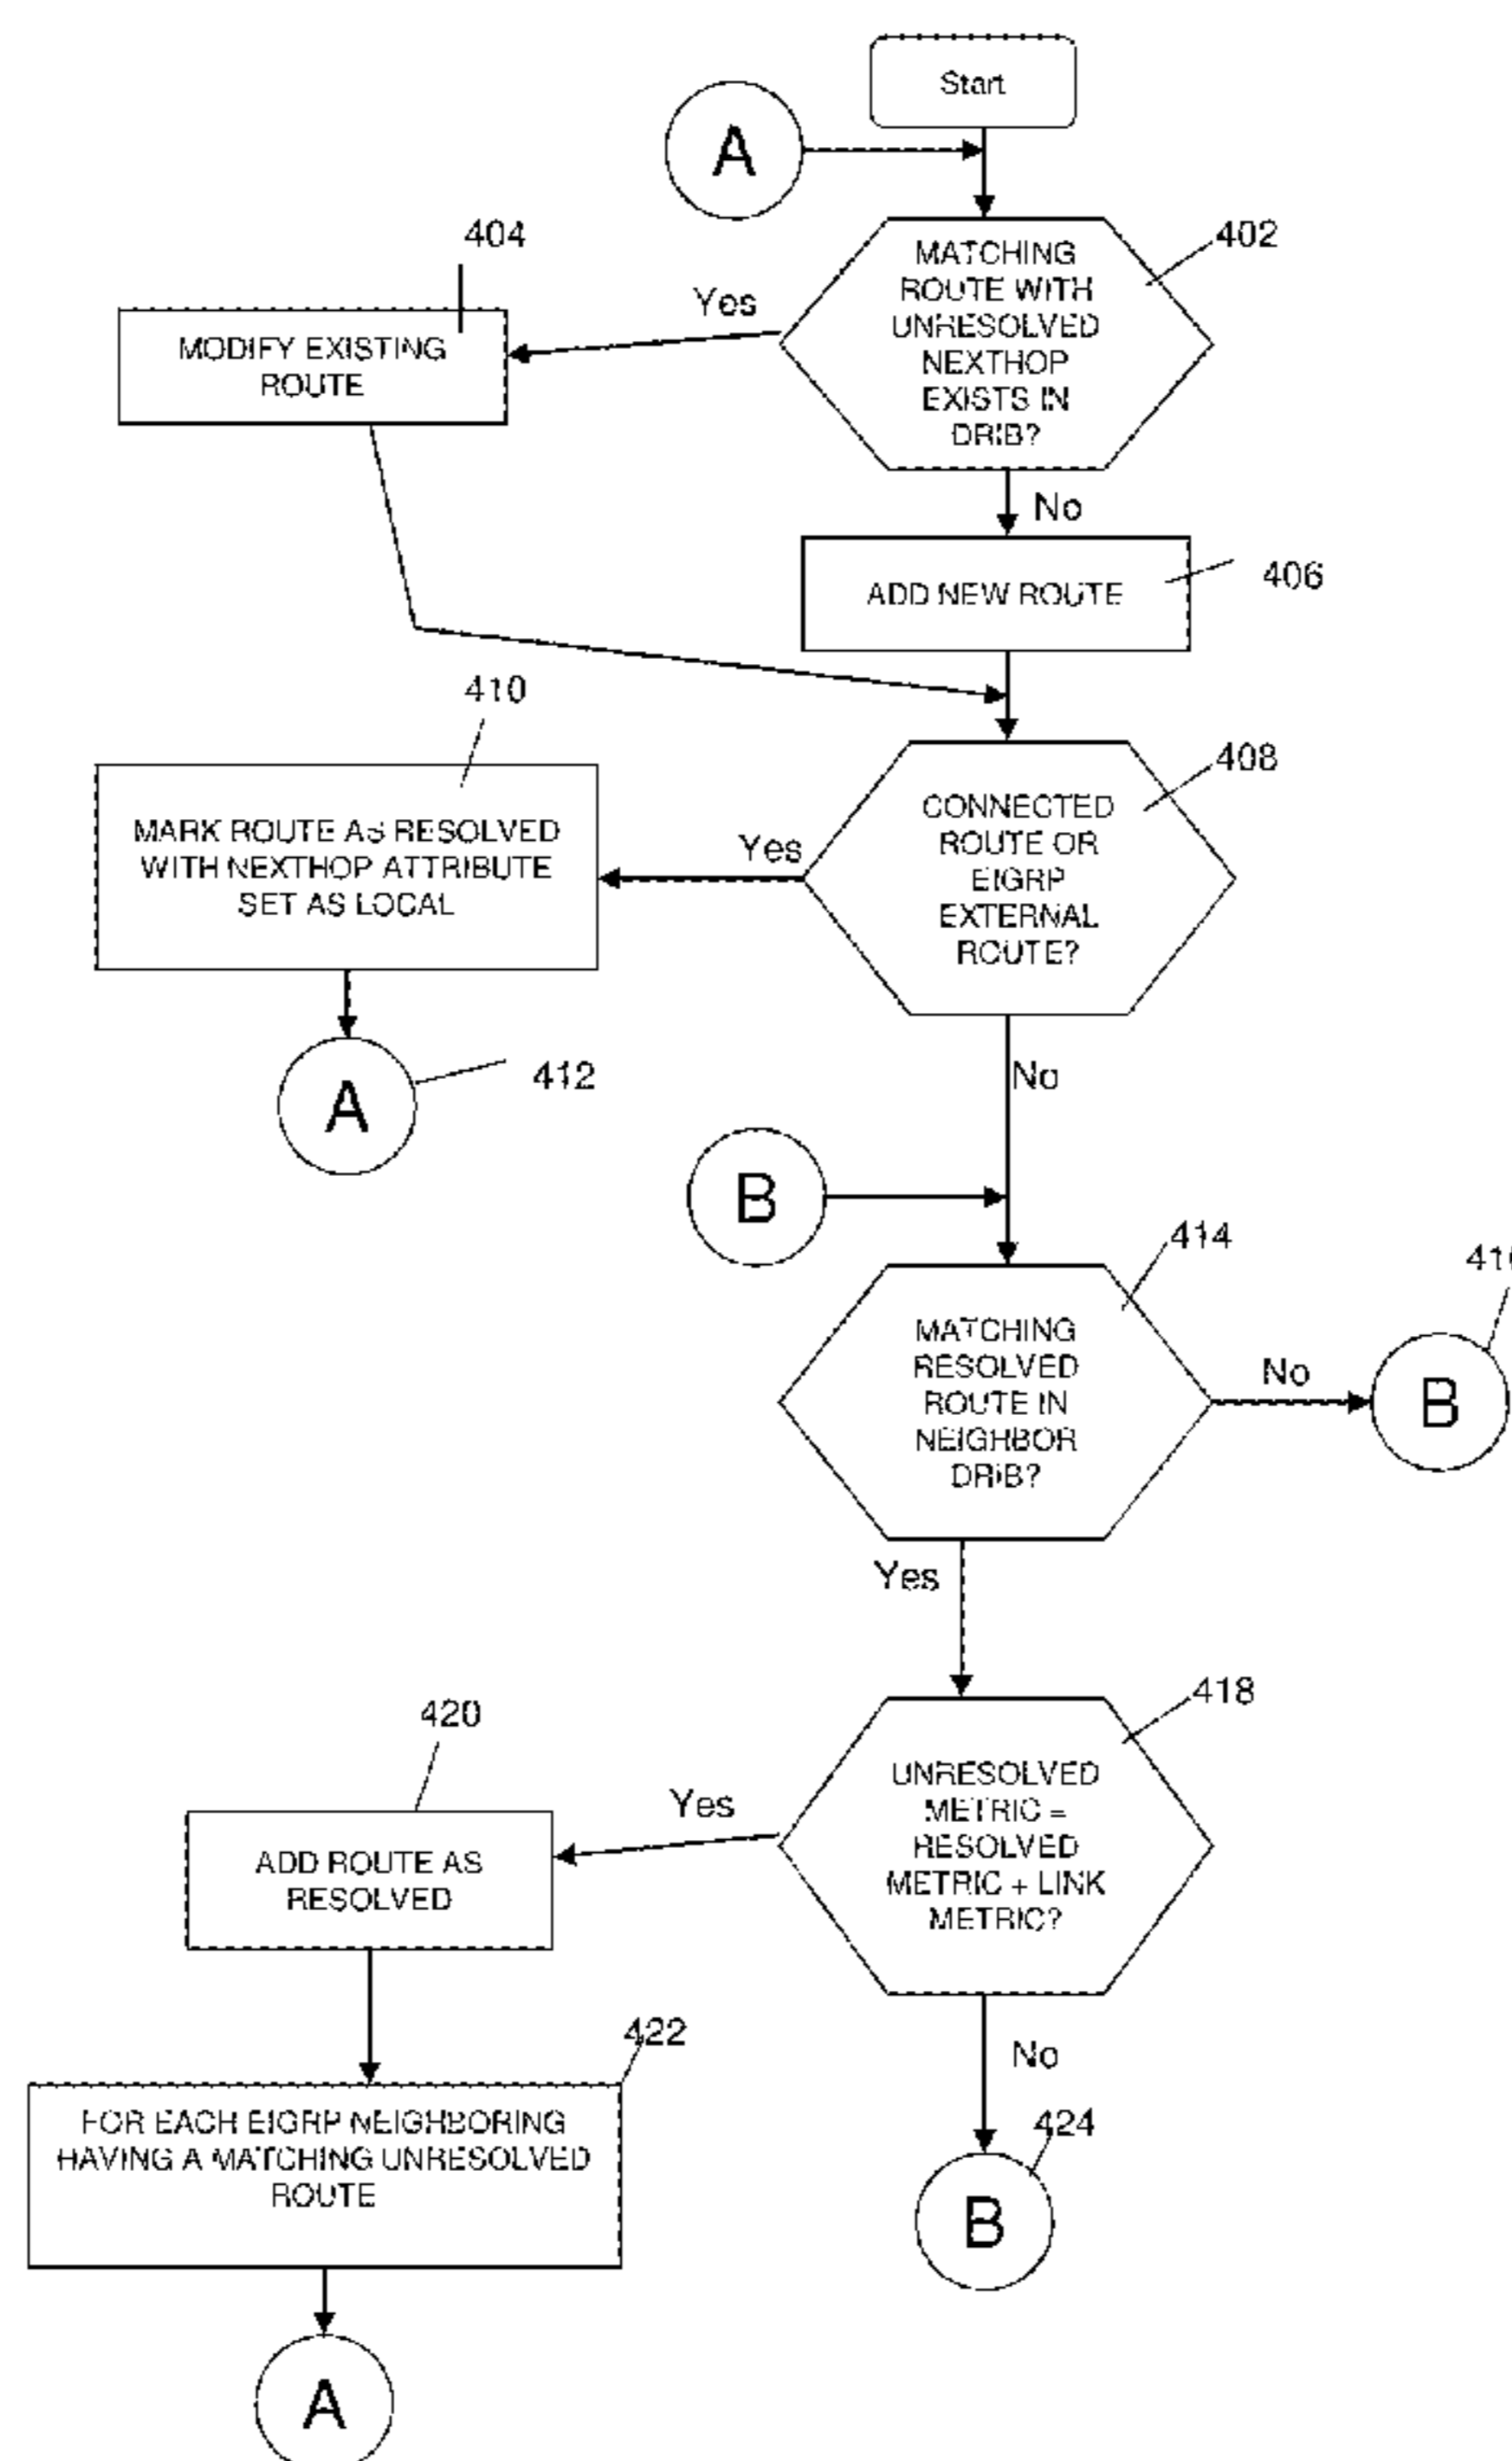 Start
A
402
MATCHING
ROUTE WITH
UNRESOLVED
NEXTHOP
EXISTS IN
DRIB?
404
Yes
MODIFY EXISTING
ROUTE
No
ADD NEW ROUTE
406
410
408
CONNECTED
ROUTE OR
EIGRP
EXTERNAL
ROUTE?
Yes
MARK ROUTE AS RESOLVED
WITH NEXTHOP ATTRIBUTE
SET AS LOCAL
A
412
No
B
414
MATCHING
RESOLVED
ROUTE IN
NEIGHBOR
DRIB?
No
B
Yes
418
UNRESOLVED
METRIC =
RESOLVED
METRIC + LINK
METRIC?
420
Yes
ADD ROUTE AS
RESOLVED
422
FOR EACH EIGRP NEIGHBORING
HAVING A MATCHING UNRESOLVED
ROUTE
No
424
B
A